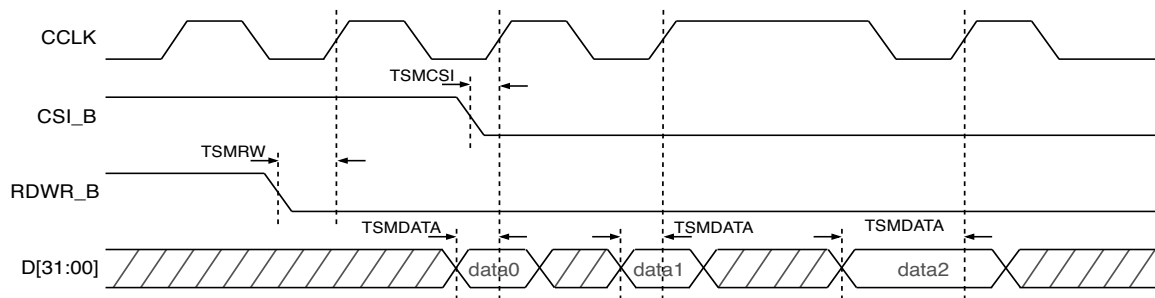 CCLK
TSMCSI
CSI_B
TSMRW
RDWR_B
TSMDATA TSMDATA TSMDATA
D[31:00] data0 data1 data2